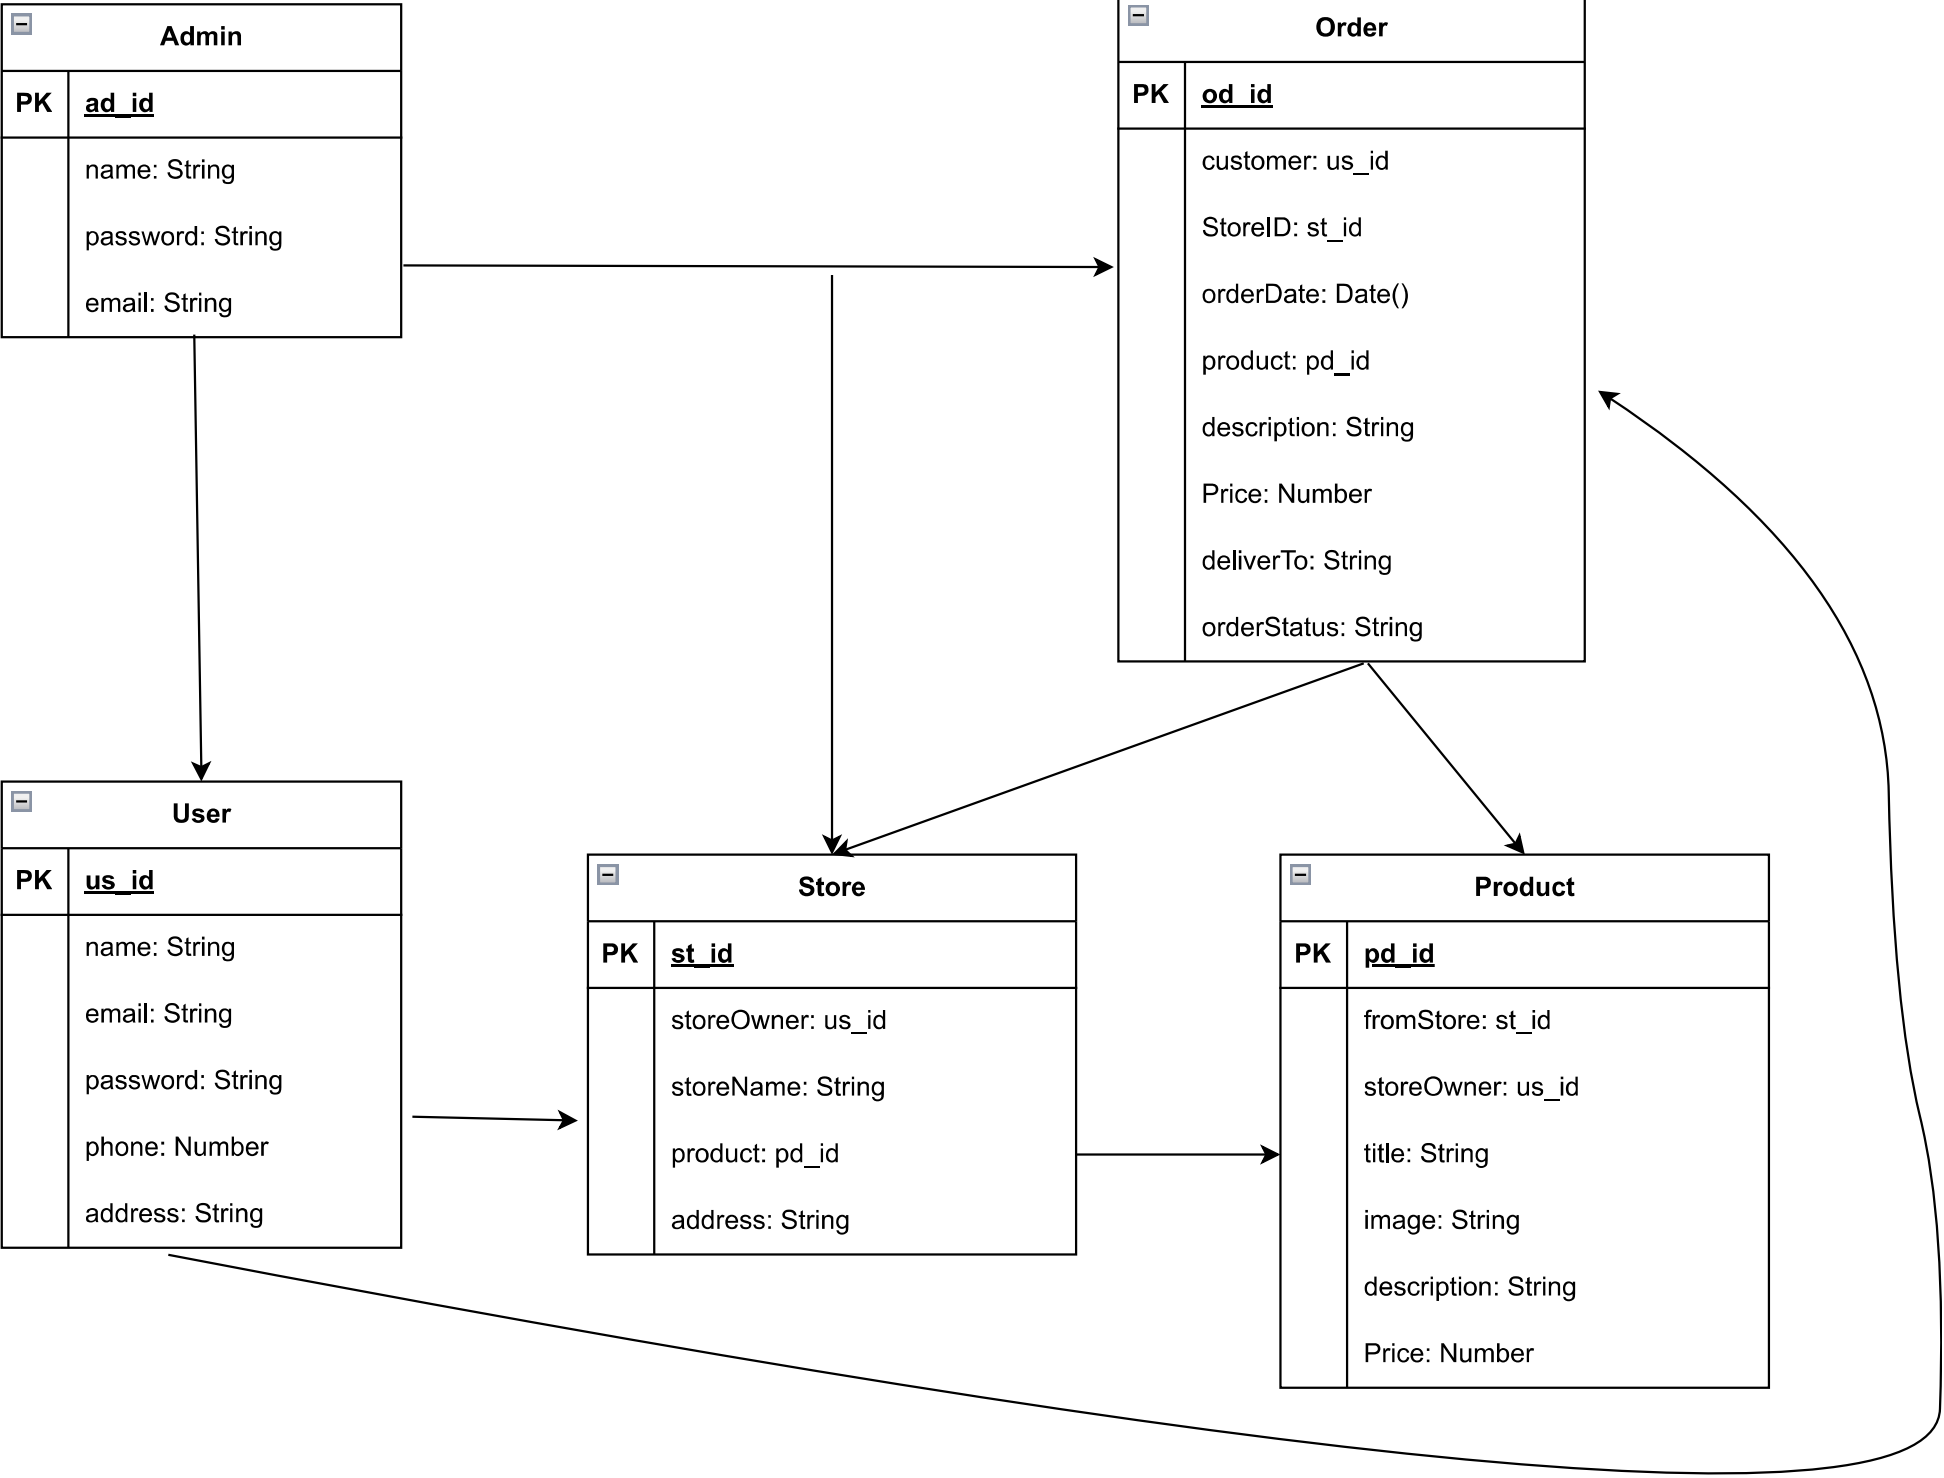 Admin
PK ad_id
name: String
password: String
email: String
Order
PK od_id
customer: us_id
StoreID: st_id
orderDate: Date()
product: pd_id
description: String
Price: Number
deliverTo: String
orderStatus: String
User
PK us_id
name: String
email: String
password: String
phone: Number
address: String
Store
PK st_id
storeOwner: us_id
storeName: String
product: pd_id
address: String
Product
PK pd_id
fromStore: st_id
storeOwner: us_id
title: String
image: String
description: String
Price: Number